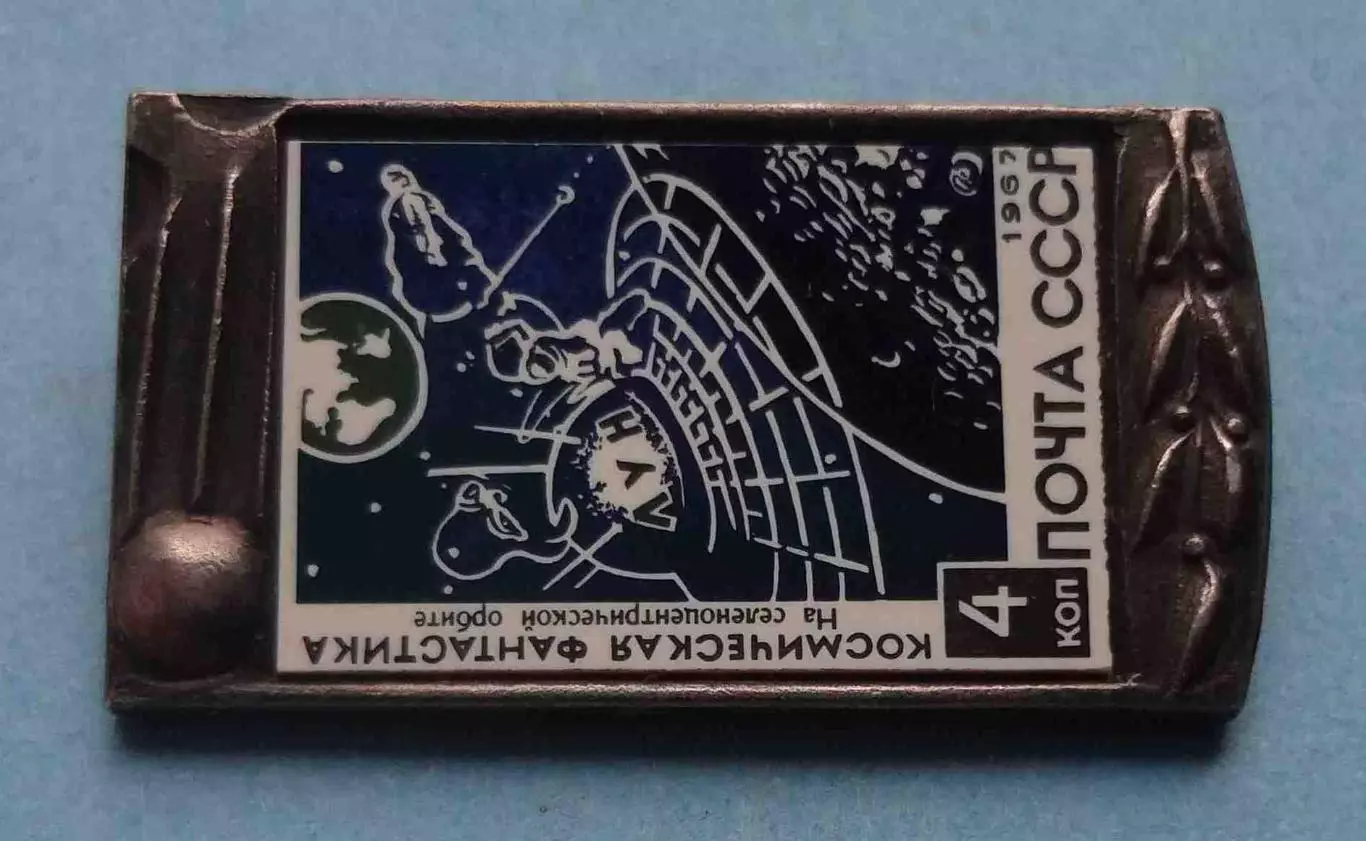 ПОЧТА СССР
1967
4
КОП
КОСМИЧЕСКАЯ ФАНТАСТИКА
На селеноцентрической орбите
ЛУН